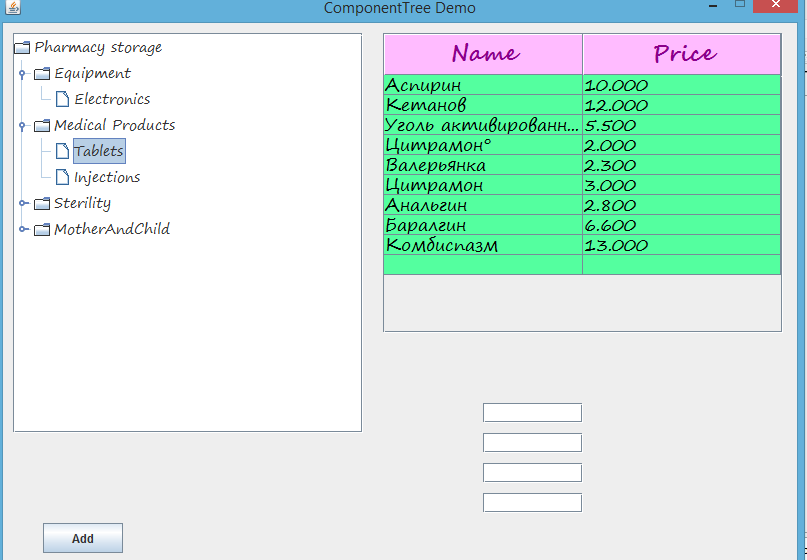 ComponentTree Demo
Pharmacy storage
Equipment
Electronics
Medical Products
Tablets
Injections
Sterility
MotherAndChild
Name Price
Аспирин 10.000
Кетанов 12.000
Уголь активированн... 5.500
Цитрамон° 2.000
Валерьянка 2.300
Цитрамон 3.000
Анальгин 2.800
Баралгин 6.600
Комбиспазм 13.000
Add